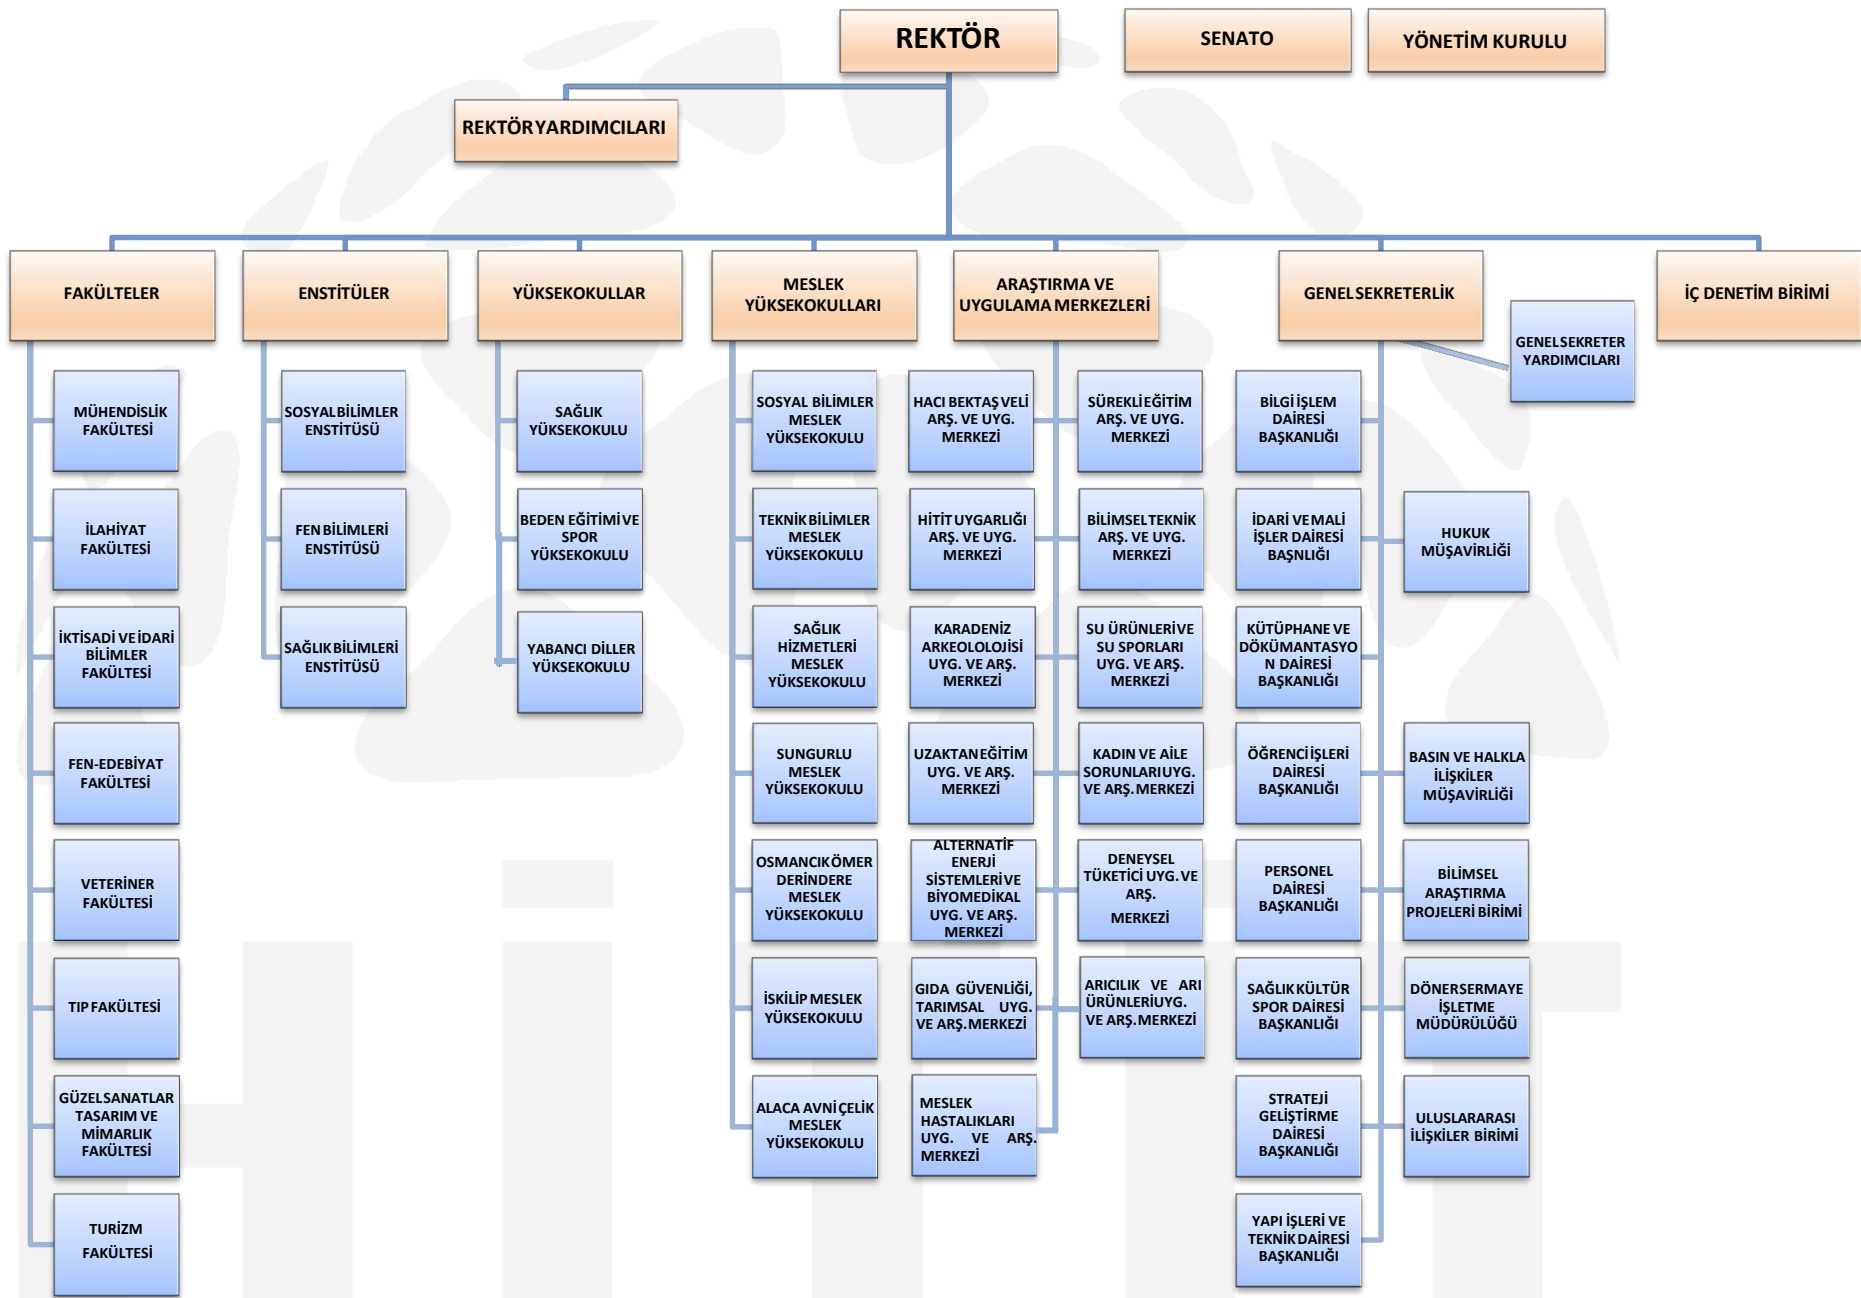 REKTÖR
SENATO
YÖNETİM KURULU
REKTÖR YARDIMCILARI
FAKÜLTELER
ENSTİTÜLER
YÜKSEKOKULLAR
MESLEK
YÜKSEKOKULLARI
ARAŞTIRMA VE
UYGULAMA MERKEZLERİ
GENEL SEKRETERLİK
İÇ DENETİM BİRİMİ
GENEL SEKRETER
YARDIMCILARI
MÜHENDİSLİK
FAKÜLTESİ
İLAHİYAT
FAKÜLTESİ
İKTİSADİ VE İDARİ
BİLİMLER
FAKÜLTESİ
FEN-EDEBİYAT
FAKÜLTESİ
VETERİNER
FAKÜLTESİ
TIP FAKÜLTESİ
GÜZEL SANATLAR
TASARIM VE
MİMARLIK
FAKÜLTESİ
TURİZM
FAKÜLTESİ
SOSYAL BİLİMLER
ENSTİTÜSÜ
FEN BİLİMLERİ
ENSTİTÜSÜ
SAĞLIK BİLİMLERİ
ENSTİTÜSÜ
SAĞLIK
YÜKSEKOKULU
BEDEN EĞİTİMİ VE
SPOR
YÜKSEKOKULU
YABANCI DİLLER
YÜKSEKOKULU
SOSYAL BİLİMLER
MESLEK
YÜKSEKOKULU
TEKNİK BİLİMLER
MESLEK
YÜKSEKOKULU
SAĞLIK
HİZMETLERİ
MESLEK
YÜKSEKOKULU
SUNGURLU
MESLEK
YÜKSEKOKULU
OSMANCIK ÖMER
DERİNDERE
MESLEK
YÜKSEKOKULU
İSKİLİP MESLEK
YÜKSEKOKULU
ALACA AVNİ ÇELİK
MESLEK
YÜKSEKOKULU
HACI BEKTAŞ VELİ
ARŞ. VE UYG.
MERKEZİ
HİTİT UYGARLIĞI
ARŞ. VE UYG.
MERKEZİ
KARADENİZ
ARKEOLOLOJİSİ
UYG. VE ARŞ.
MERKEZİ
UZAKTAN EĞİTİM
UYG. VE ARŞ.
MERKEZİ
ALTERNATİF
ENERJİ
SİSTEMLERİ VE
BİYOMEDİKAL
UYG. VE ARŞ.
MERKEZİ
GIDA GÜVENLİĞİ,
TARIMSAL UYG.
VE ARŞ. MERKEZİ
MESLEK
HASTALIKLARI
UYG. VE ARŞ.
MERKEZİ
SÜREKLİ EĞİTİM
ARŞ. VE UYG.
MERKEZİ
BİLİMSEL TEKNİK
ARŞ. VE UYG.
MERKEZİ
SU ÜRÜNLERİ VE
SU SPORLARI
UYG. VE ARŞ.
MERKEZİ
KADIN VE AİLE
SORUNLARI UYG.
VE ARŞ. MERKEZİ
DENEYSEL
TÜKETİCİ UYG. VE
ARŞ.
MERKEZİ
ARICILIK VE ARI
ÜRÜNLERİ UYG.
VE ARŞ. MERKEZİ
BİLGİ İŞLEM
DAİRESİ
BAŞKANLIĞI
İDARİ VE MALİ
İŞLER DAİRESİ
BAŞNLIĞI
KÜTÜPHANE VE
DÖKÜMANTASYO
N DAİRESİ
BAŞKANLIĞI
ÖĞRENCİ İŞLERİ
DAİRESİ
BAŞKANLIĞI
PERSONEL
DAİRESİ
BAŞKANLIĞI
SAĞLIK KÜLTÜR
SPOR DAİRESİ
BAŞKANLIĞI
STRATEJİ
GELİŞTİRME
DAİRESİ
BAŞKANLIĞI
YAPI İŞLERİ VE
TEKNİK DAİRESİ
BAŞKANLIĞI
HUKUK
MÜŞAVİRLİĞİ
BASIN VE HALKLA
İLİŞKİLER
MÜŞAVİRLİĞİ
BİLİMSEL
ARAŞTIRMA
PROJELERİ BİRİMİ
DÖNER SERMAYE
İŞLETME
MÜDÜRÜLÜĞÜ
ULUSLARARASI
İLİŞKİLER BİRİMİ
HİTİT